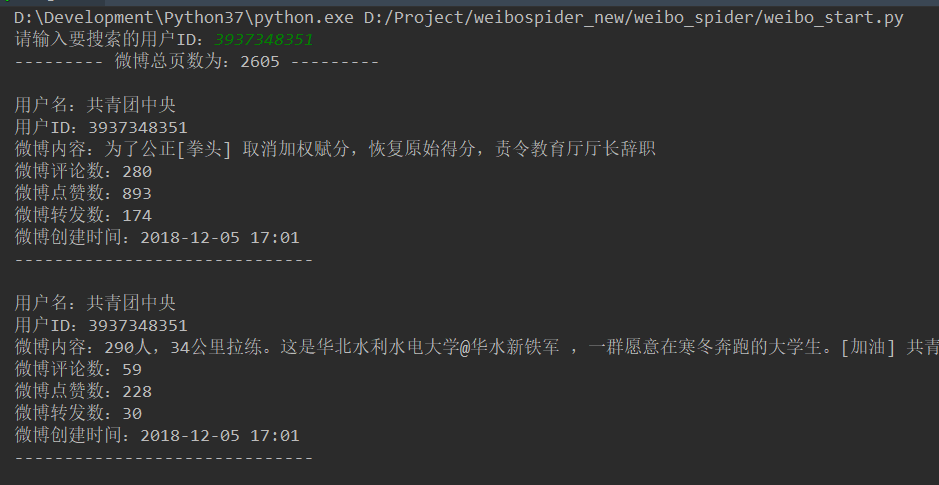 D:\Development\Python37\python.exe D:/Project/weibospider_new/weibo_spider/weibo_start.py
请输入要搜索的用户ID：3937348351
--------- 微博总页数为：2605 ---------
用户名：共青团中央
用户ID：3937348351
微博内容：为了公正[拳头] 取消加权赋分，恢复原始得分，责令教育厅厅长辞职
微博评论数：280
微博点赞数：893
微博转发数：174
微博创建时间：2018-12-05 17:01
------------------------------
用户名：共青团中央
用户ID：3937348351
微博内容：290人，34公里拉练。这是华北水利水电大学@华水新铁军 ，一群愿意在寒冬奔跑的大学生。[加油] 共青
微博评论数：59
微博点赞数：228
微博转发数：30
微博创建时间：2018-12-05 17:01
------------------------------